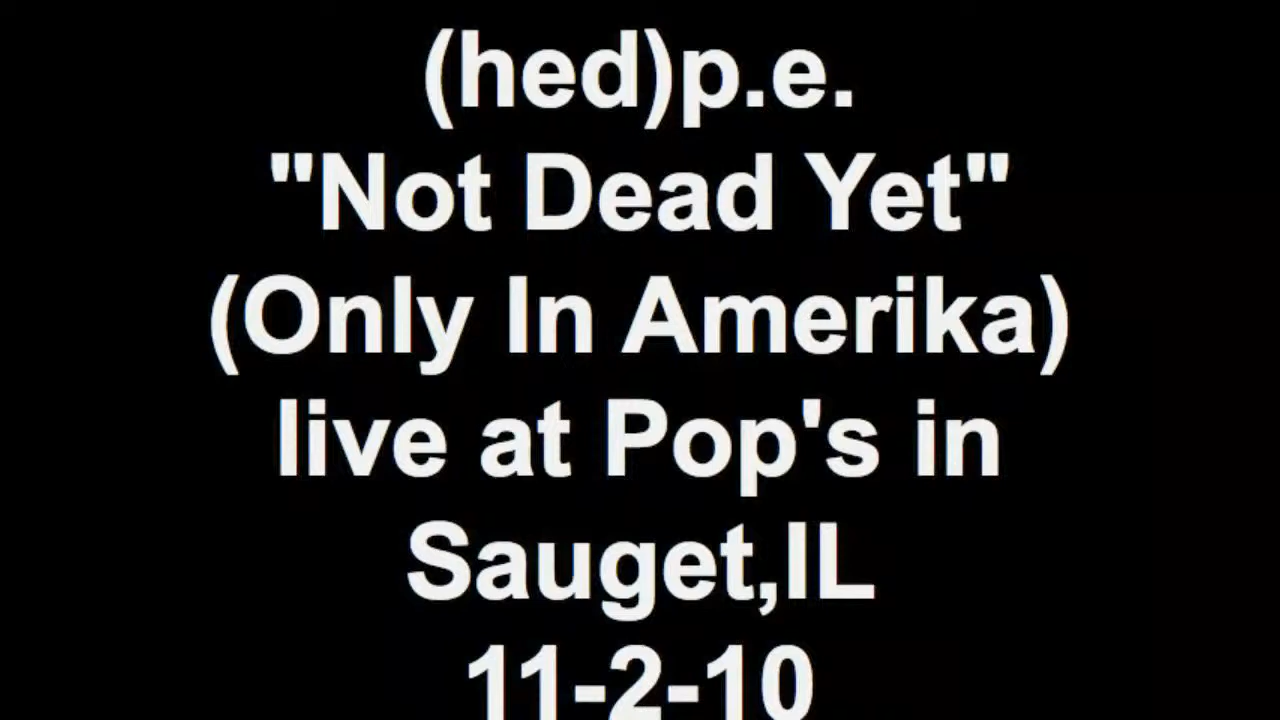 (hed)p.e.
"Not Dead Yet"
(Only In Amerika)
live at Pop's in
Sauget,IL
11-2-10